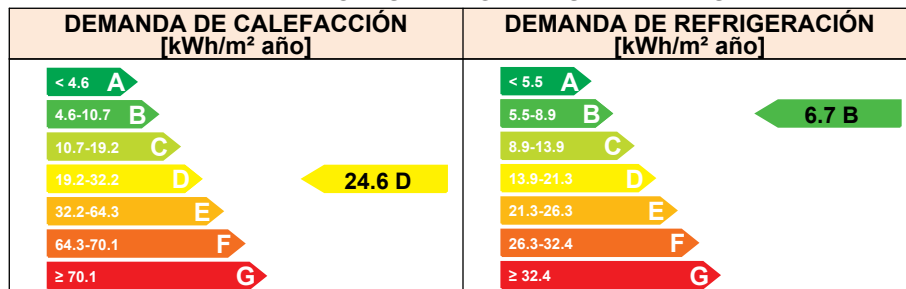 DEMANDA DE CALEFACCIÓN
[kWh/m² año]
< 4.6 A
4.6-10.7 B
10.7-19.2 C
19.2-32.2 D
24.6 D
32.2-64.3 E
64.3-70.1 F
≥ 70.1 G
DEMANDA DE REFRIGERACIÓN
[kWh/m² año]
< 5.5 A
5.5-8.9 B
6.7 B
8.9-13.9 C
13.9-21.3 D
21.3-26.3 E
26.3-32.4 F
≥ 32.4 G